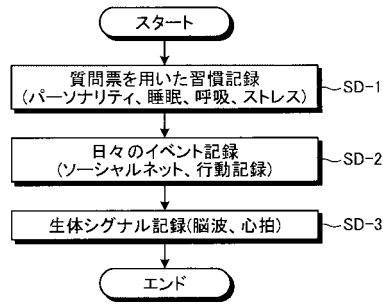 スタート
質問票を用いた習慣記録
(パーソナリティ、睡眠、呼吸、ストレス)
SD-1
日々のイベント記録
(ソーシャルネット、行動記録)
SD-2
生体シグナル記録(脳波、心拍)
SD-3
エンド